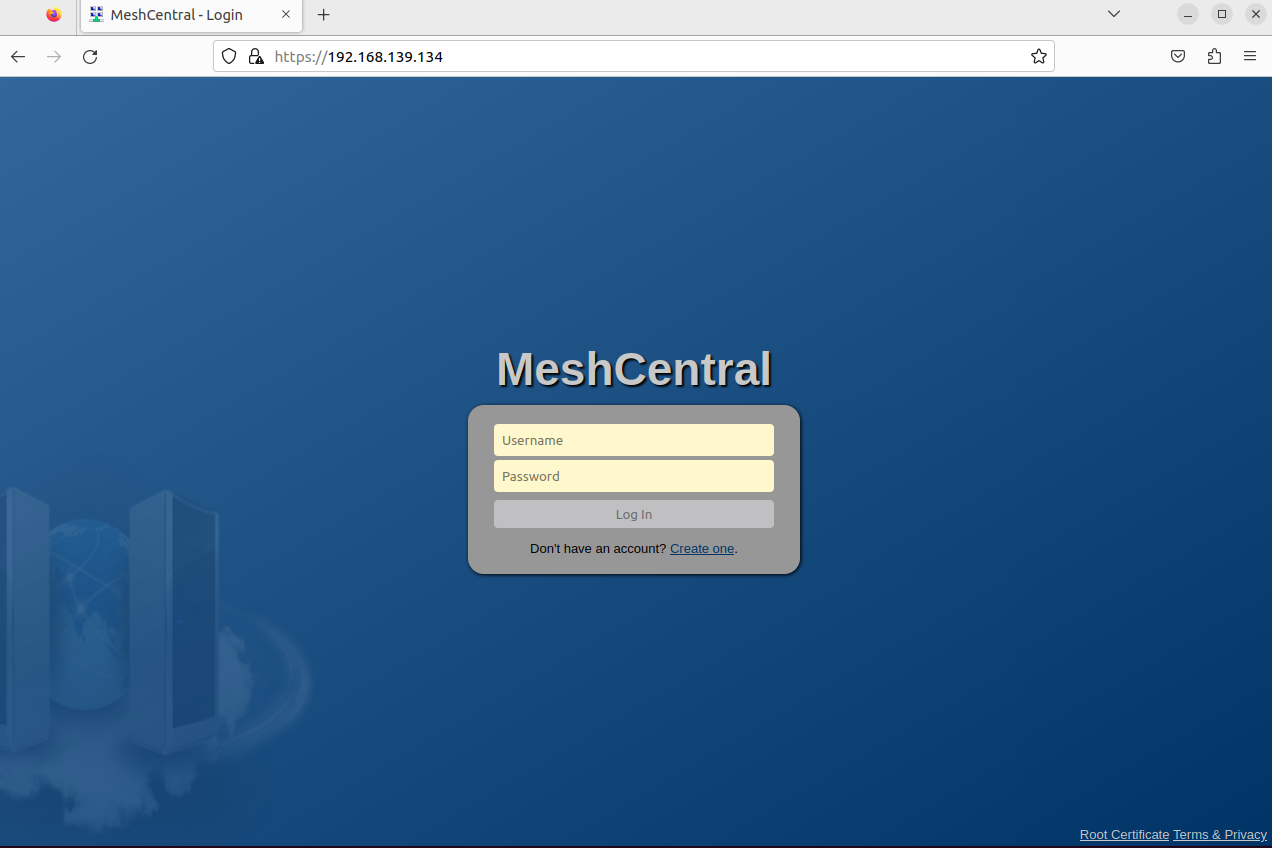 MeshCentral - Login
https://192.168.139.134
MeshCentral
Username
Password
Log In
Don't have an account? Create one.
Root Certificate Terms & Privacy